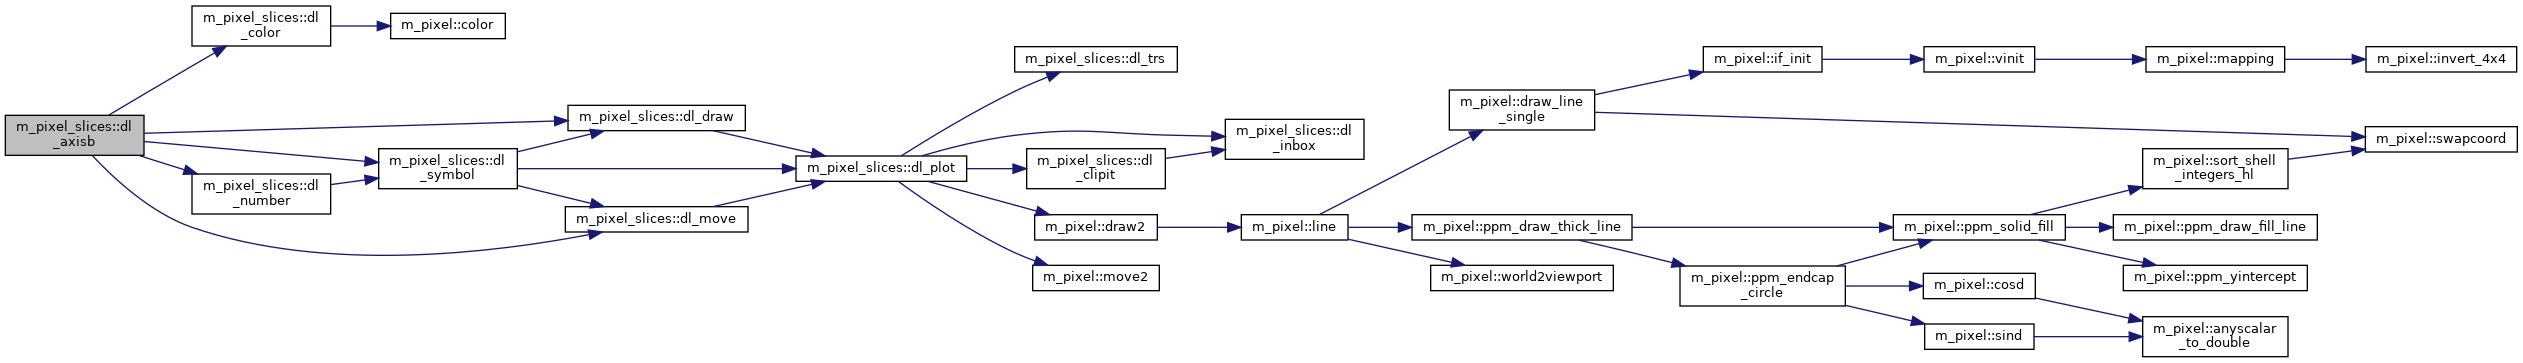 m_pixel_slices::dl
_axisb
m_pixel_slices::dl
_color
m_pixel::color
m_pixel_slices::dl
_number
m_pixel_slices::dl
_symbol
m_pixel_slices::dl_draw
m_pixel_slices::dl_move
m_pixel_slices::dl_plot
m_pixel_slices::dl_trs
m_pixel_slices::dl
_clipit
m_pixel_slices::dl
_inbox
m_pixel::draw2
m_pixel::move2
m_pixel::line
m_pixel::draw_line
_single
m_pixel::ppm_draw_thick_line
m_pixel::world2viewport
m_pixel::if_init
m_pixel::vinit
m_pixel::mapping
m_pixel::invert_4x4
m_pixel::swapcoord
m_pixel::ppm_endcap
_circle
m_pixel::ppm_solid_fill
m_pixel::sort_shell
_integers_hl
m_pixel::ppm_draw_fill_line
m_pixel::ppm_yintercept
m_pixel::cosd
m_pixel::sind
m_pixel::anyscalar
_to_double